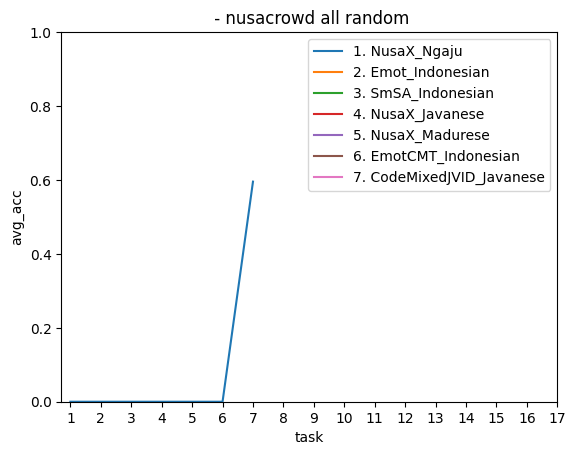 - nusacrowd all random
1.0
0.8
0.6
0.4
0.2
0.0
avg_acc
1. NusaX_Ngaju
2. Emot_Indonesian
3. SmSA_Indonesian
4. NusaX_Javanese
5. NusaX_Madurese
6. EmotCMT_Indonesian
7. CodeMixedJVID_Javanese
1 2 3 4 5 6 7 8 9 10 11 12 13 14 15 16 17
task